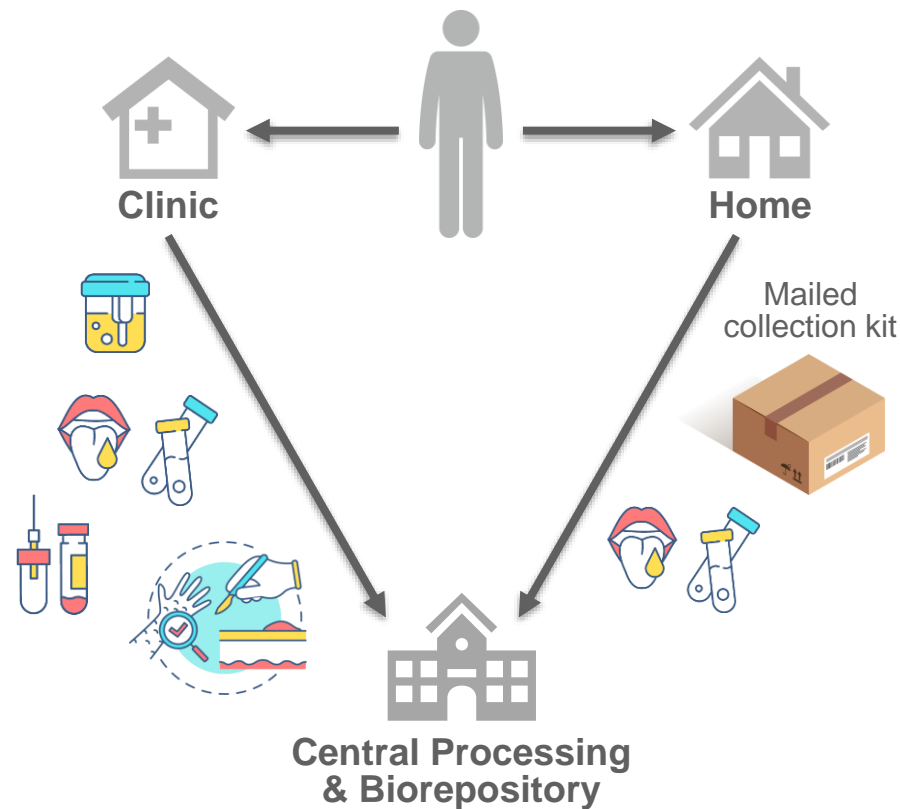 Clinic
Home
Mailed
collection kit
Central Processing
& Biorepository